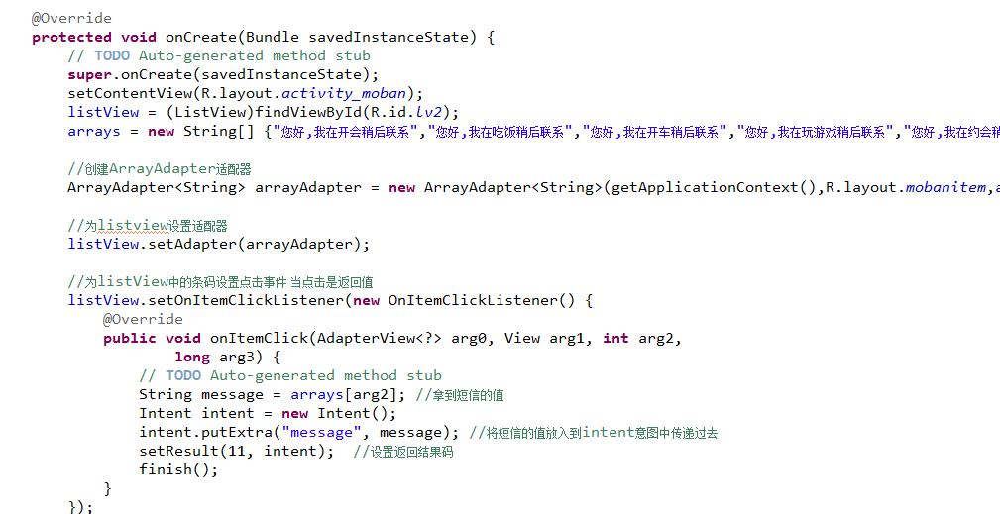 @Override
protected void onCreate(Bundle savedInstanceState) {
// TODO Auto-generated method stub
super.onCreate(savedInstanceState);
setContentView(R.layout.activity_moban);
listView = (ListView)findViewById(R.id.lv2);
arrays = new String[] {"您好,我在开会稍后联系","您好,我在吃饭稍后联系","您好,我在开车稍后联系","您好,我在玩游戏稍后联系","您好,我在约会稍
//创建ArrayAdapter适配器
ArrayAdapter<String> arrayAdapter = new ArrayAdapter<String>(getApplicationContext(),R.layout.mobanitem,a
//为listview设置适配器
listView.setAdapter(arrayAdapter);
//为listView中的条码设置点击事件 当点击是返回值
listView.setOnItemClickListener(new OnItemClickListener() {
@Override
public void onItemClick(AdapterView<?> arg0, View arg1, int arg2,
long arg3) {
// TODO Auto-generated method stub
String message = arrays[arg2]; //拿到短信的值
Intent intent = new Intent();
intent.putExtra("message", message); //将短信的值放入到intent意图中传递过去
setResult(11, intent); //设置返回结果码
finish();
}
});